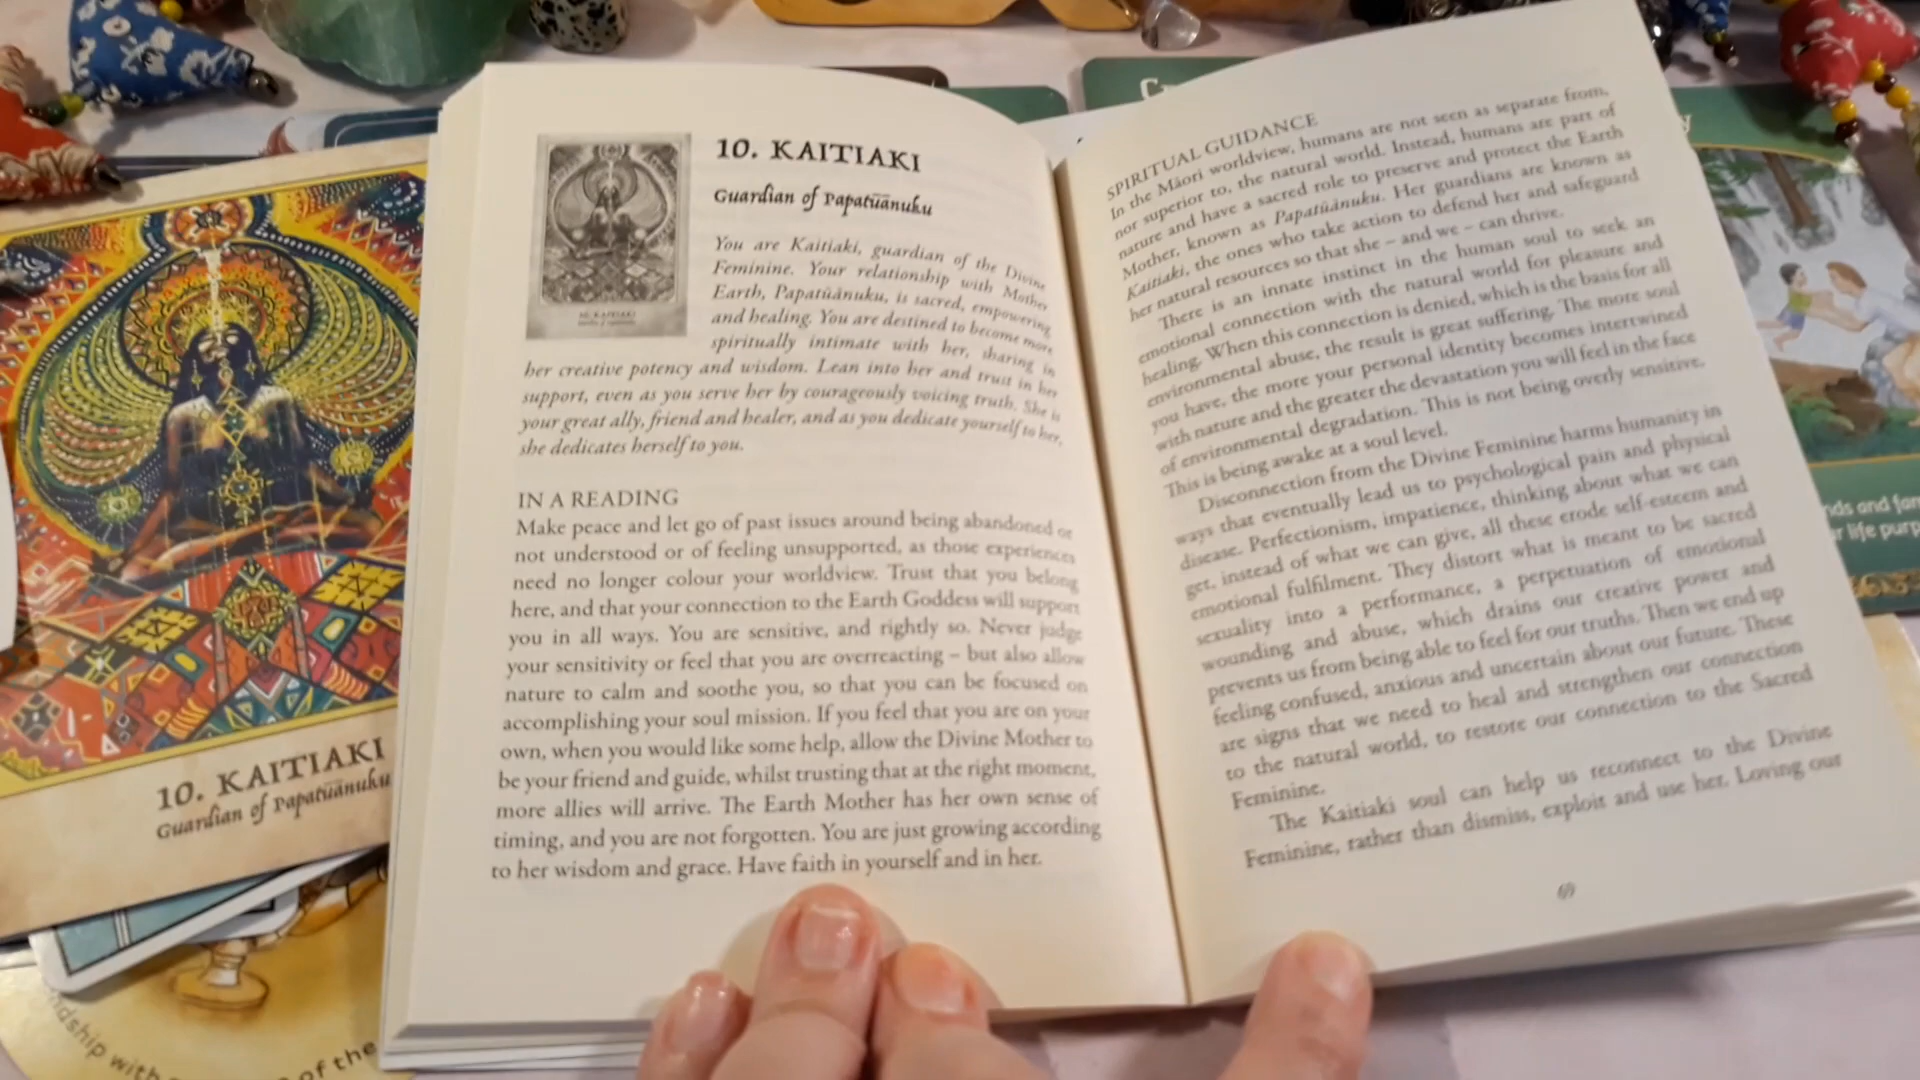 10. KAITIAKI
Guardian of Papatūānuku
You are Kaitiaki, guardian of the Divine
Feminine. Your relationship with Mother
Earth, Papatūānuku, is sacred, empowering
and healing. You are destined to become more
spiritually intimate with her, sharing in
her creative potency and wisdom. Lean into her and trust in her
support, even as you serve her by courageously voicing truth. She is
your great ally, friend and healer, and as you dedicate yourself to her,
she dedicates herself to you.
IN A READING
Make peace and let go of past issues around being abandoned or
not understood or of feeling unsupported, as those experiences
need no longer colour your worldview. Trust that you belong
here, and that your connection to the Earth Goddess will support
you in all ways. You are sensitive, and rightly so. Never judge
your sensitivity or feel that you are overreacting – but also allow
nature to calm and soothe you, so that you can be focused on
accomplishing your soul mission. If you feel that you are on your
own, when you would like some help, allow the Divine Mother to
be your friend and guide, whilst trusting that at the right moment,
more allies will arrive. The Earth Mother has her own sense of
timing, and you are not forgotten. You are just growing according
to her wisdom and grace. Have faith in yourself and in her.
SPIRITUAL GUIDANCE
In the Māori worldview, humans are not seen as separate from,
nor superior to, the natural world. Instead, humans are part of
nature and have a sacred role to preserve and protect the Earth
Mother, known as Papatūānuku. Her guardians are known as
Kaitiaki, the ones who take action to defend her and safeguard
her natural resources so that she – and we – can thrive.
There is an innate instinct in the human soul to seek an
emotional connection with the natural world for pleasure and
healing. When this connection is denied, which is the basis for all
environmental abuse, the result is great suffering. The more soul
you have, the more your personal identity becomes intertwined
with nature and the greater the devastation you will feel in the face
of environmental degradation. This is not being overly sensitive.
This is being awake at a soul level.
Disconnection from the Divine Feminine harms humanity in
ways that eventually lead us to psychological pain and physical
disease. Perfectionism, impatience, thinking about what we can
get, instead of what we can give, all these erode self-esteem and
emotional fulfilment. They distort what is meant to be sacred
sexuality into a performance, a perpetuation of emotional
wounding and abuse, which drains our creative power and
prevents us from being able to feel for our truths. Then we end up
feeling confused, anxious and uncertain about our future. These
are signs that we need to heal and strengthen our connection
to the natural world, to restore our connection to the Sacred
Feminine.
The Kaitiaki soul can help us reconnect to the Divine
Feminine, rather than dismiss, exploit and use her. Loving our
69
10. KAITIAKI
Guardian of Papatūānuku
with
of the
and
life